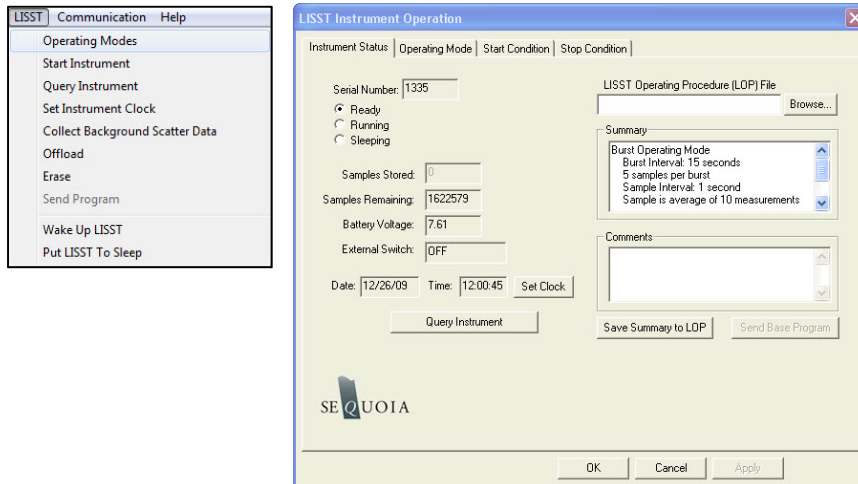 LISST Communication Help
Operating Modes
Start Instrument
Query Instrument
Set Instrument Clock
Collect Background Scatter Data
Offload
Erase
Send Program
Wake Up LISST
Put LISST To Sleep
LISST Instrument Operation
Instrument Status Operating Mode Start Condition Stop Condition
Serial Number: 1335
Ready
Running
Sleeping
Samples Stored: 0
Samples Remaining: 1622579
Battery Voltage: 7.61
External Switch: OFF
Date: 12/26/09 Time: 12:00:45 Set Clock
Query Instrument
LISST Operating Procedure (LOP) File
Browse...
Summary
Burst Operating Mode
Burst Interval: 15 seconds
5 samples per burst
Sample Interval: 1 second
Sample is average of 10 measurements
Comments
Save Summary to LOP Send Base Program
SEQUOIA
OK Cancel Apply